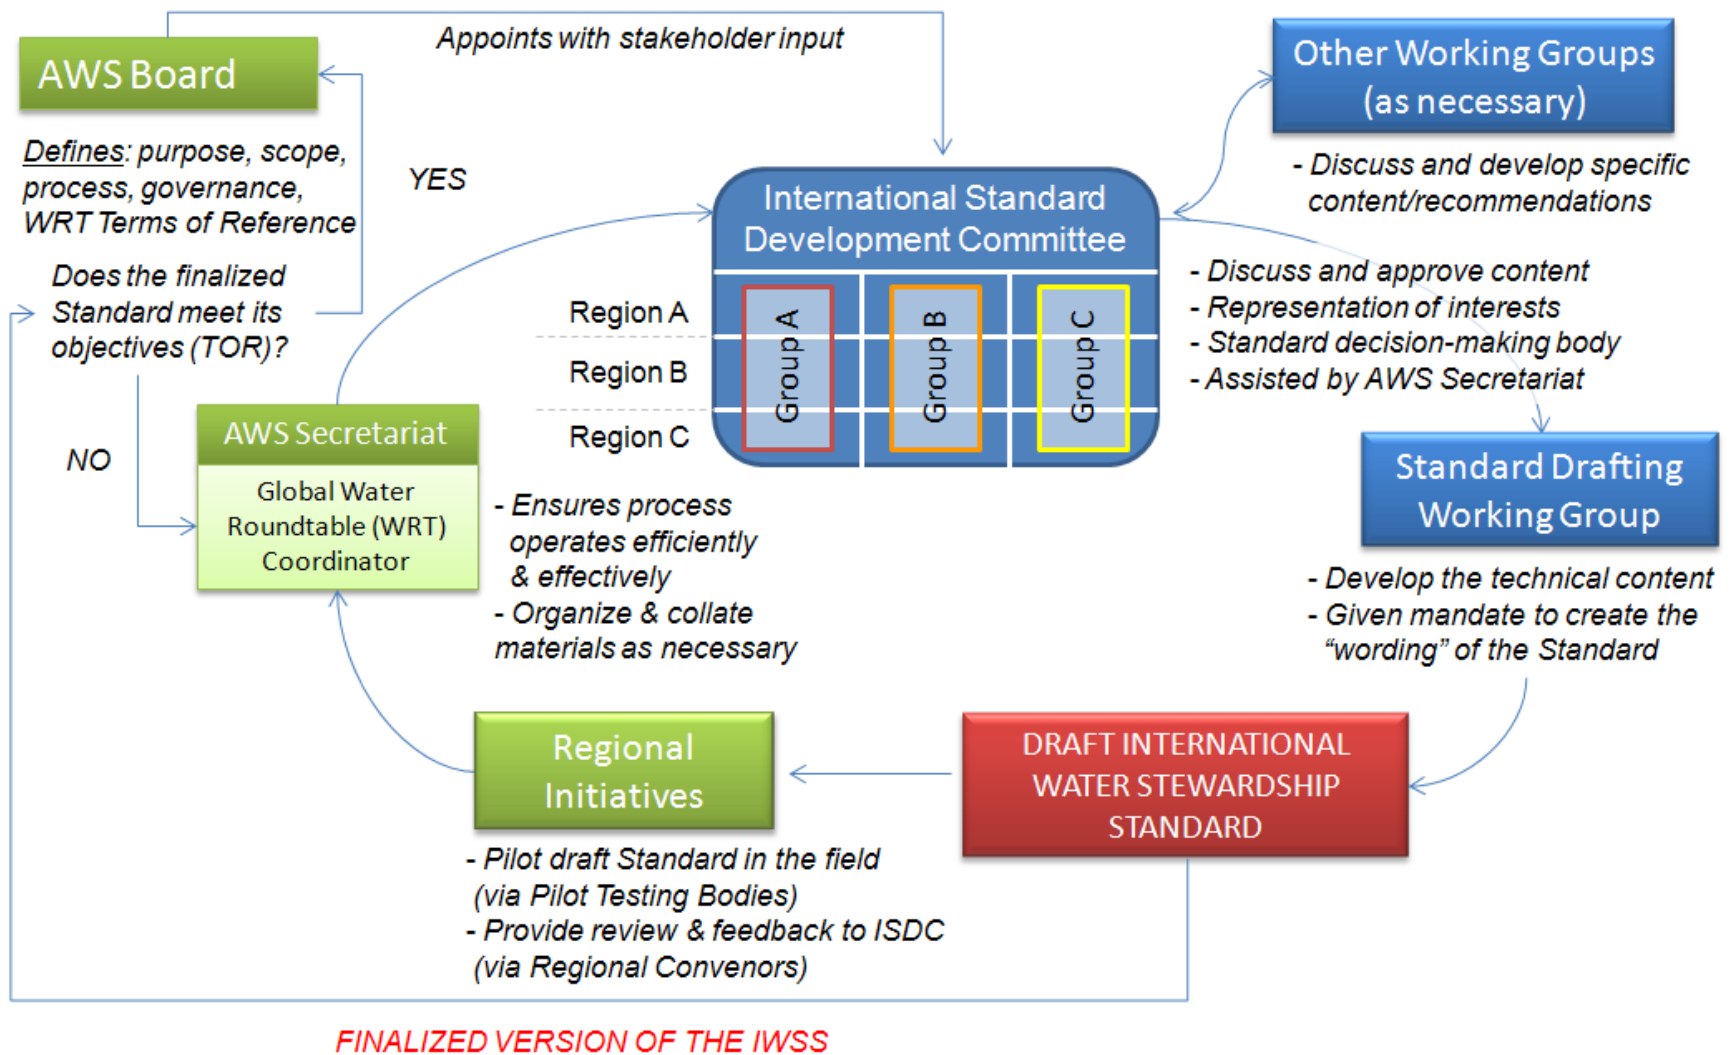 Appoints with stakeholder input
AWS Board
Other Working Groups
(as necessary)
Defines: purpose, scope,
process, governance,
WRT Terms of Reference
YES
- Discuss and develop specific
content/recommendations
International Standard
Development Committee
Does the finalized
Standard meet its
objectives (TOR)?
Region A
Region B
Region C
Group A
Group B
Group C
- Discuss and approve content
- Representation of interests
- Standard decision-making body
- Assisted by AWS Secretariat
NO
AWS Secretariat
Global Water
Roundtable (WRT)
Coordinator
- Ensures process
operates efficiently
& effectively
- Organize & collate
materials as necessary
Standard Drafting
Working Group
- Develop the technical content
- Given mandate to create the
“wording” of the Standard
Regional
Initiatives
DRAFT INTERNATIONAL
WATER STEWARDSHIP
STANDARD
- Pilot draft Standard in the field
(via Pilot Testing Bodies)
- Provide review & feedback to ISDC
(via Regional Convenors)
FINALIZED VERSION OF THE IWSS